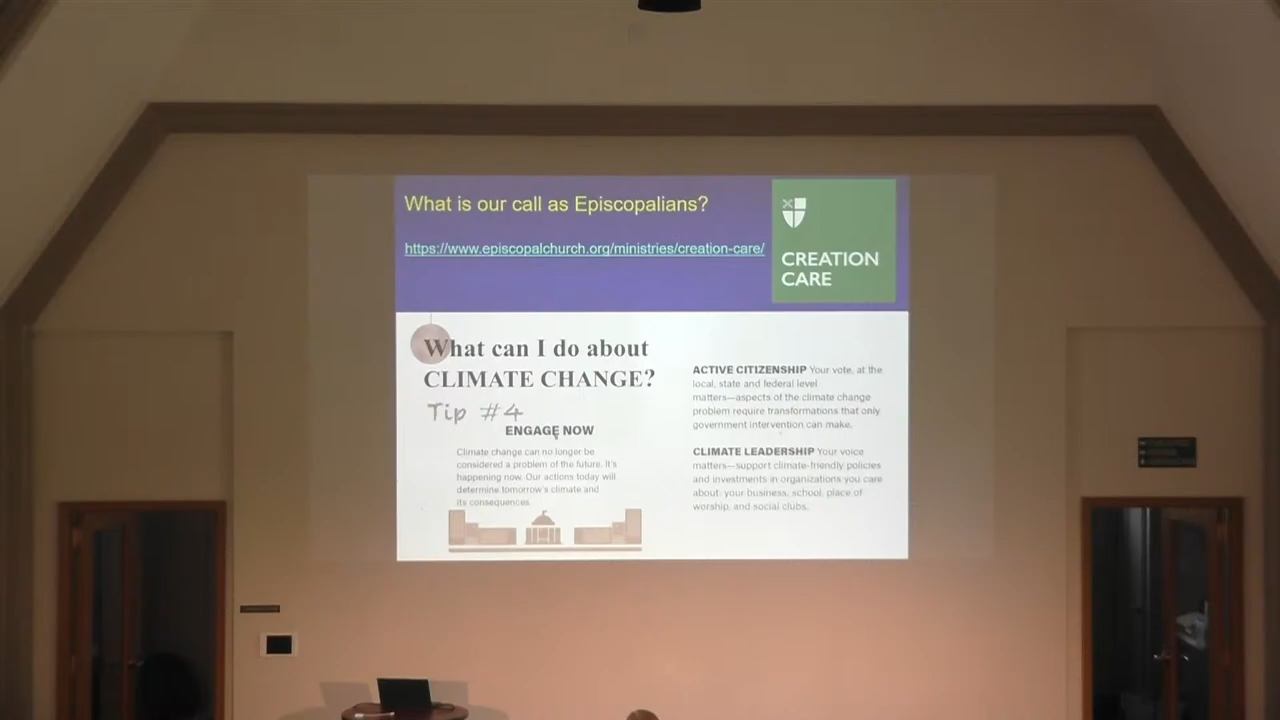 What is our call as Episcopalians?
https://www.episcopalchurch.org/ministries/creation-care/
CREATION
CARE
What can I do about
CLIMATE CHANGE?
Tip #4
ENGAGE NOW
Climate change can no longer be
considered a problem of the future. It's
happening now. Our actions today will
determine tomorrow's climate and
its consequences.
ACTIVE CITIZENSHIP Your vote, at the
local, state and federal level
matters—aspects of the climate change
problem require transformations that only
government intervention can make.
CLIMATE LEADERSHIP Your voice
matters—support climate-friendly policies
and investments in organizations you care
about: your business, school, place of
worship, and social clubs.